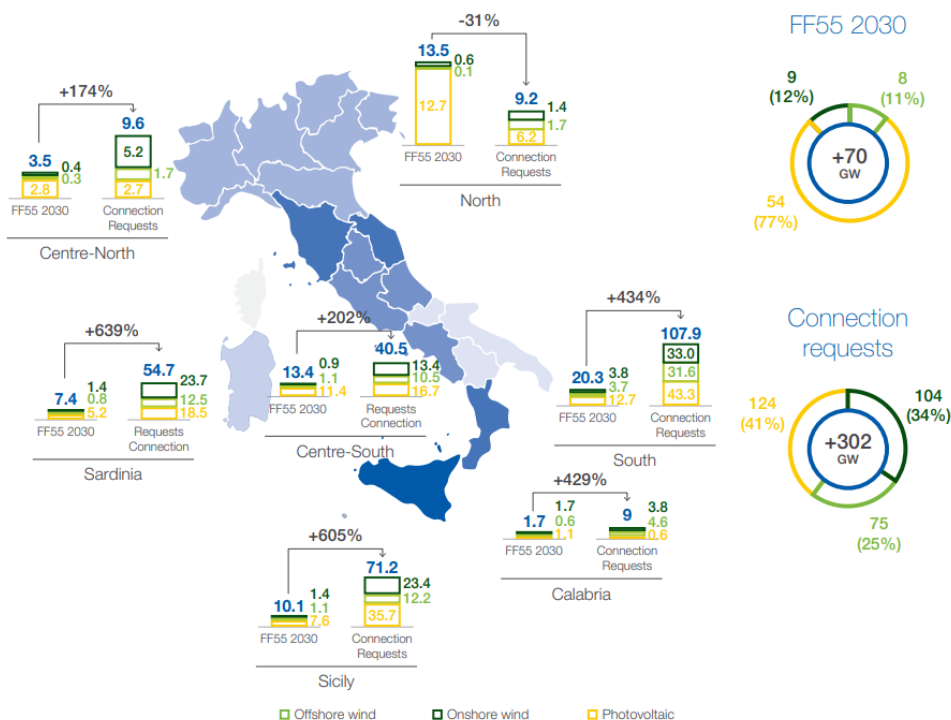 -31%
13.5
0.6
0.1
12.7
9.2
1.4
1.7
6.2
FF55 2030
Connection
Requests
North
FF55 2030
9
(12%)
8
(11%)
+70
GW
54
(77%)
+174%
3.5
0.4
0.3
2.8
9.6
5.2
1.7
2.7
FF55 2030
Connection
Requests
Centre-North
+639%
7.4
1.4
0.8
5.2
54.7
23.7
12.5
18.5
FF55 2030
Requests
Connection
Sardinia
+202%
13.4
0.9
1.1
11.4
40.5
13.4
10.5
16.7
FF55 2030
Requests
Connection
Centre-South
+434%
20.3
3.8
3.7
12.7
107.9
33.0
31.6
43.3
FF55 2030
Connection
Requests
South
Connection
requests
124
(41%)
104
(34%)
+302
GW
75
(25%)
+429%
1.7
1.7
0.6
1.1
9
3.8
4.6
0.6
FF55 2030
Connection
Requests
Calabria
+605%
10.1
1.4
1.1
7.6
71.2
23.4
12.2
35.7
FF55 2030
Connection
Requests
Sicily
Offshore wind
Onshore wind
Photovoltaic